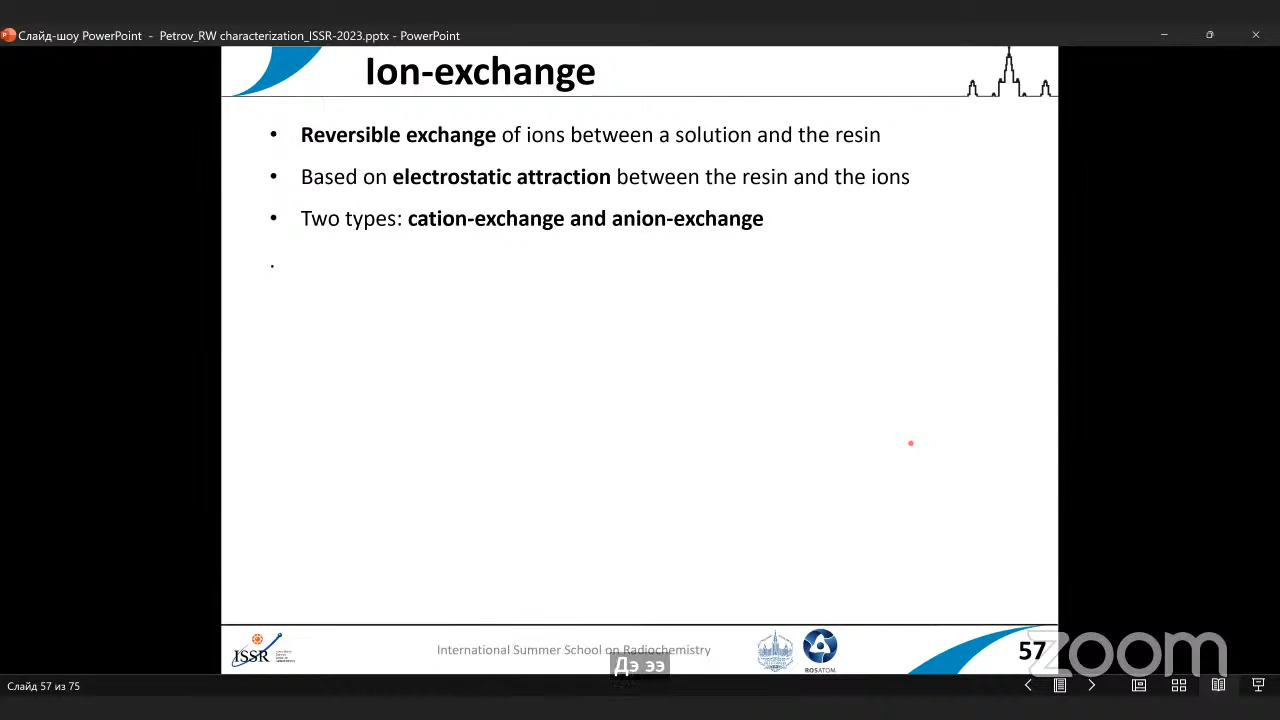 Слайд-шоу PowerPoint - Petrov_RW characterization_ISSR-2023.pptx - PowerPoint
Ion-exchange
• Reversible exchange of ions between a solution and the resin
• Based on electrostatic attraction between the resin and the ions
• Two types: cation-exchange and anion-exchange
.
ISSR
International Summer School on Radiochemistry
ROSATOM
57
zoom
Дэ ээ
Слайд 57 из 75